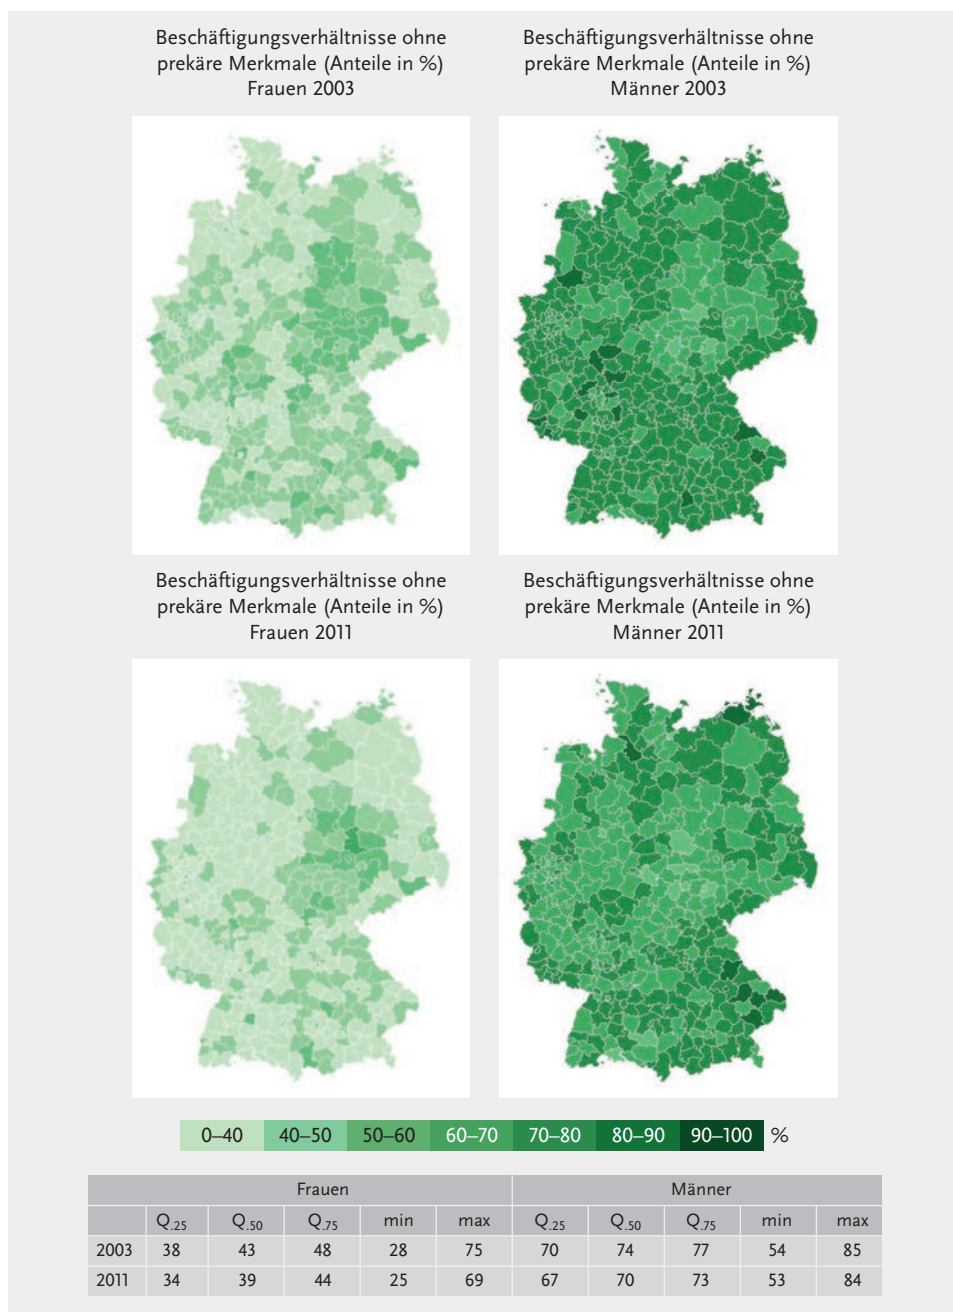 Beschäftigungsverhältnisse ohne
prekäre Merkmale (Anteile in %)
Frauen 2003
Beschäftigungsverhältnisse ohne
prekäre Merkmale (Anteile in %)
Männer 2003
Beschäftigungsverhältnisse ohne
prekäre Merkmale (Anteile in %)
Frauen 2011
Beschäftigungsverhältnisse ohne
prekäre Merkmale (Anteile in %)
Männer 2011
0–40 40–50 50–60 60–70 70–80 80–90 90–100 %
Frauen Männer
Q.25 Q.50 Q.75 min max Q.25 Q.50 Q.75 min max
2003 38 43 48 28 75 70 74 77 54 85
2011 34 39 44 25 69 67 70 73 53 84